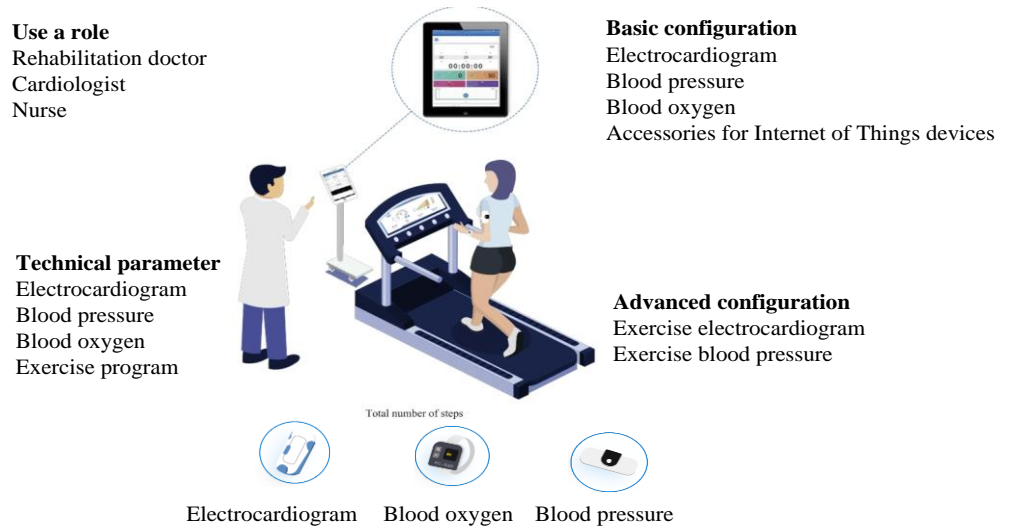 Use a role
Rehabilitation doctor
Cardiologist
Nurse
00:00:00
Basic configuration
Electrocardiogram
Blood pressure
Blood oxygen
Accessories for Internet of Things devices
Technical parameter
Electrocardiogram
Blood pressure
Blood oxygen
Exercise program
Advanced configuration
Exercise electrocardiogram
Exercise blood pressure
Total number of steps
Electrocardiogram Blood oxygen Blood pressure